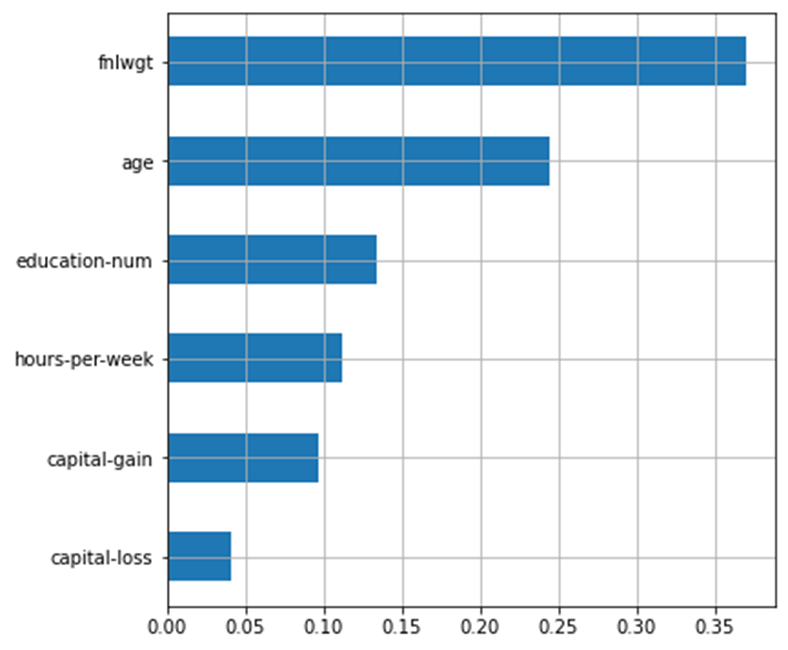 fnlwgt
age
education-num
hours-per-week
capital-gain
capital-loss
0.00 0.05 0.10 0.15 0.20 0.25 0.30 0.35